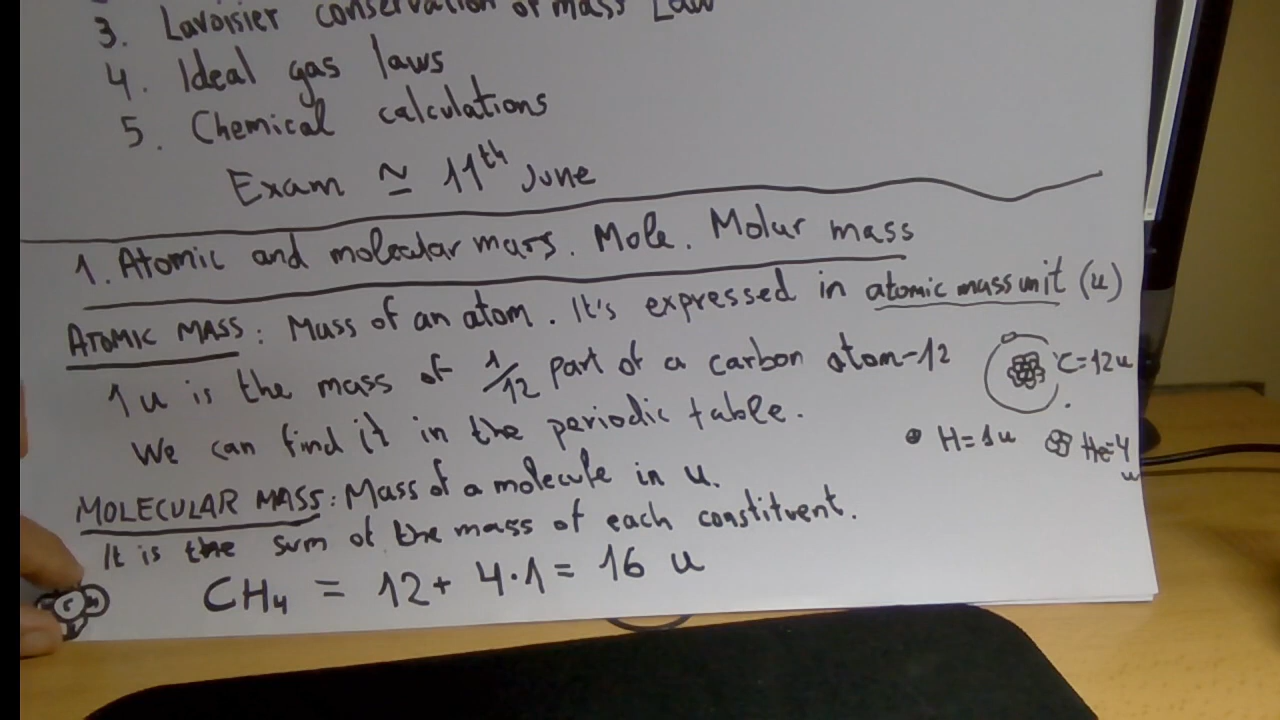 3. Lavoisier conservation of mass Law
4. Ideal gas laws
5. Chemical calculations
Exam ≃ 11th June
1. Atomic and molecular mass. Mole. Molar mass
ATOMIC MASS: Mass of an atom. It's expressed in atomic mass unit (u)
1 u is the mass of 1/12 part of a carbon atom-12
C=12u
We can find it in the periodic table.
H=1u He=4u
MOLECULAR MASS: Mass of a molecule in u.
It is the sum of the mass of each constituent.
CH₄ = 12+ 4·1= 16 u
C